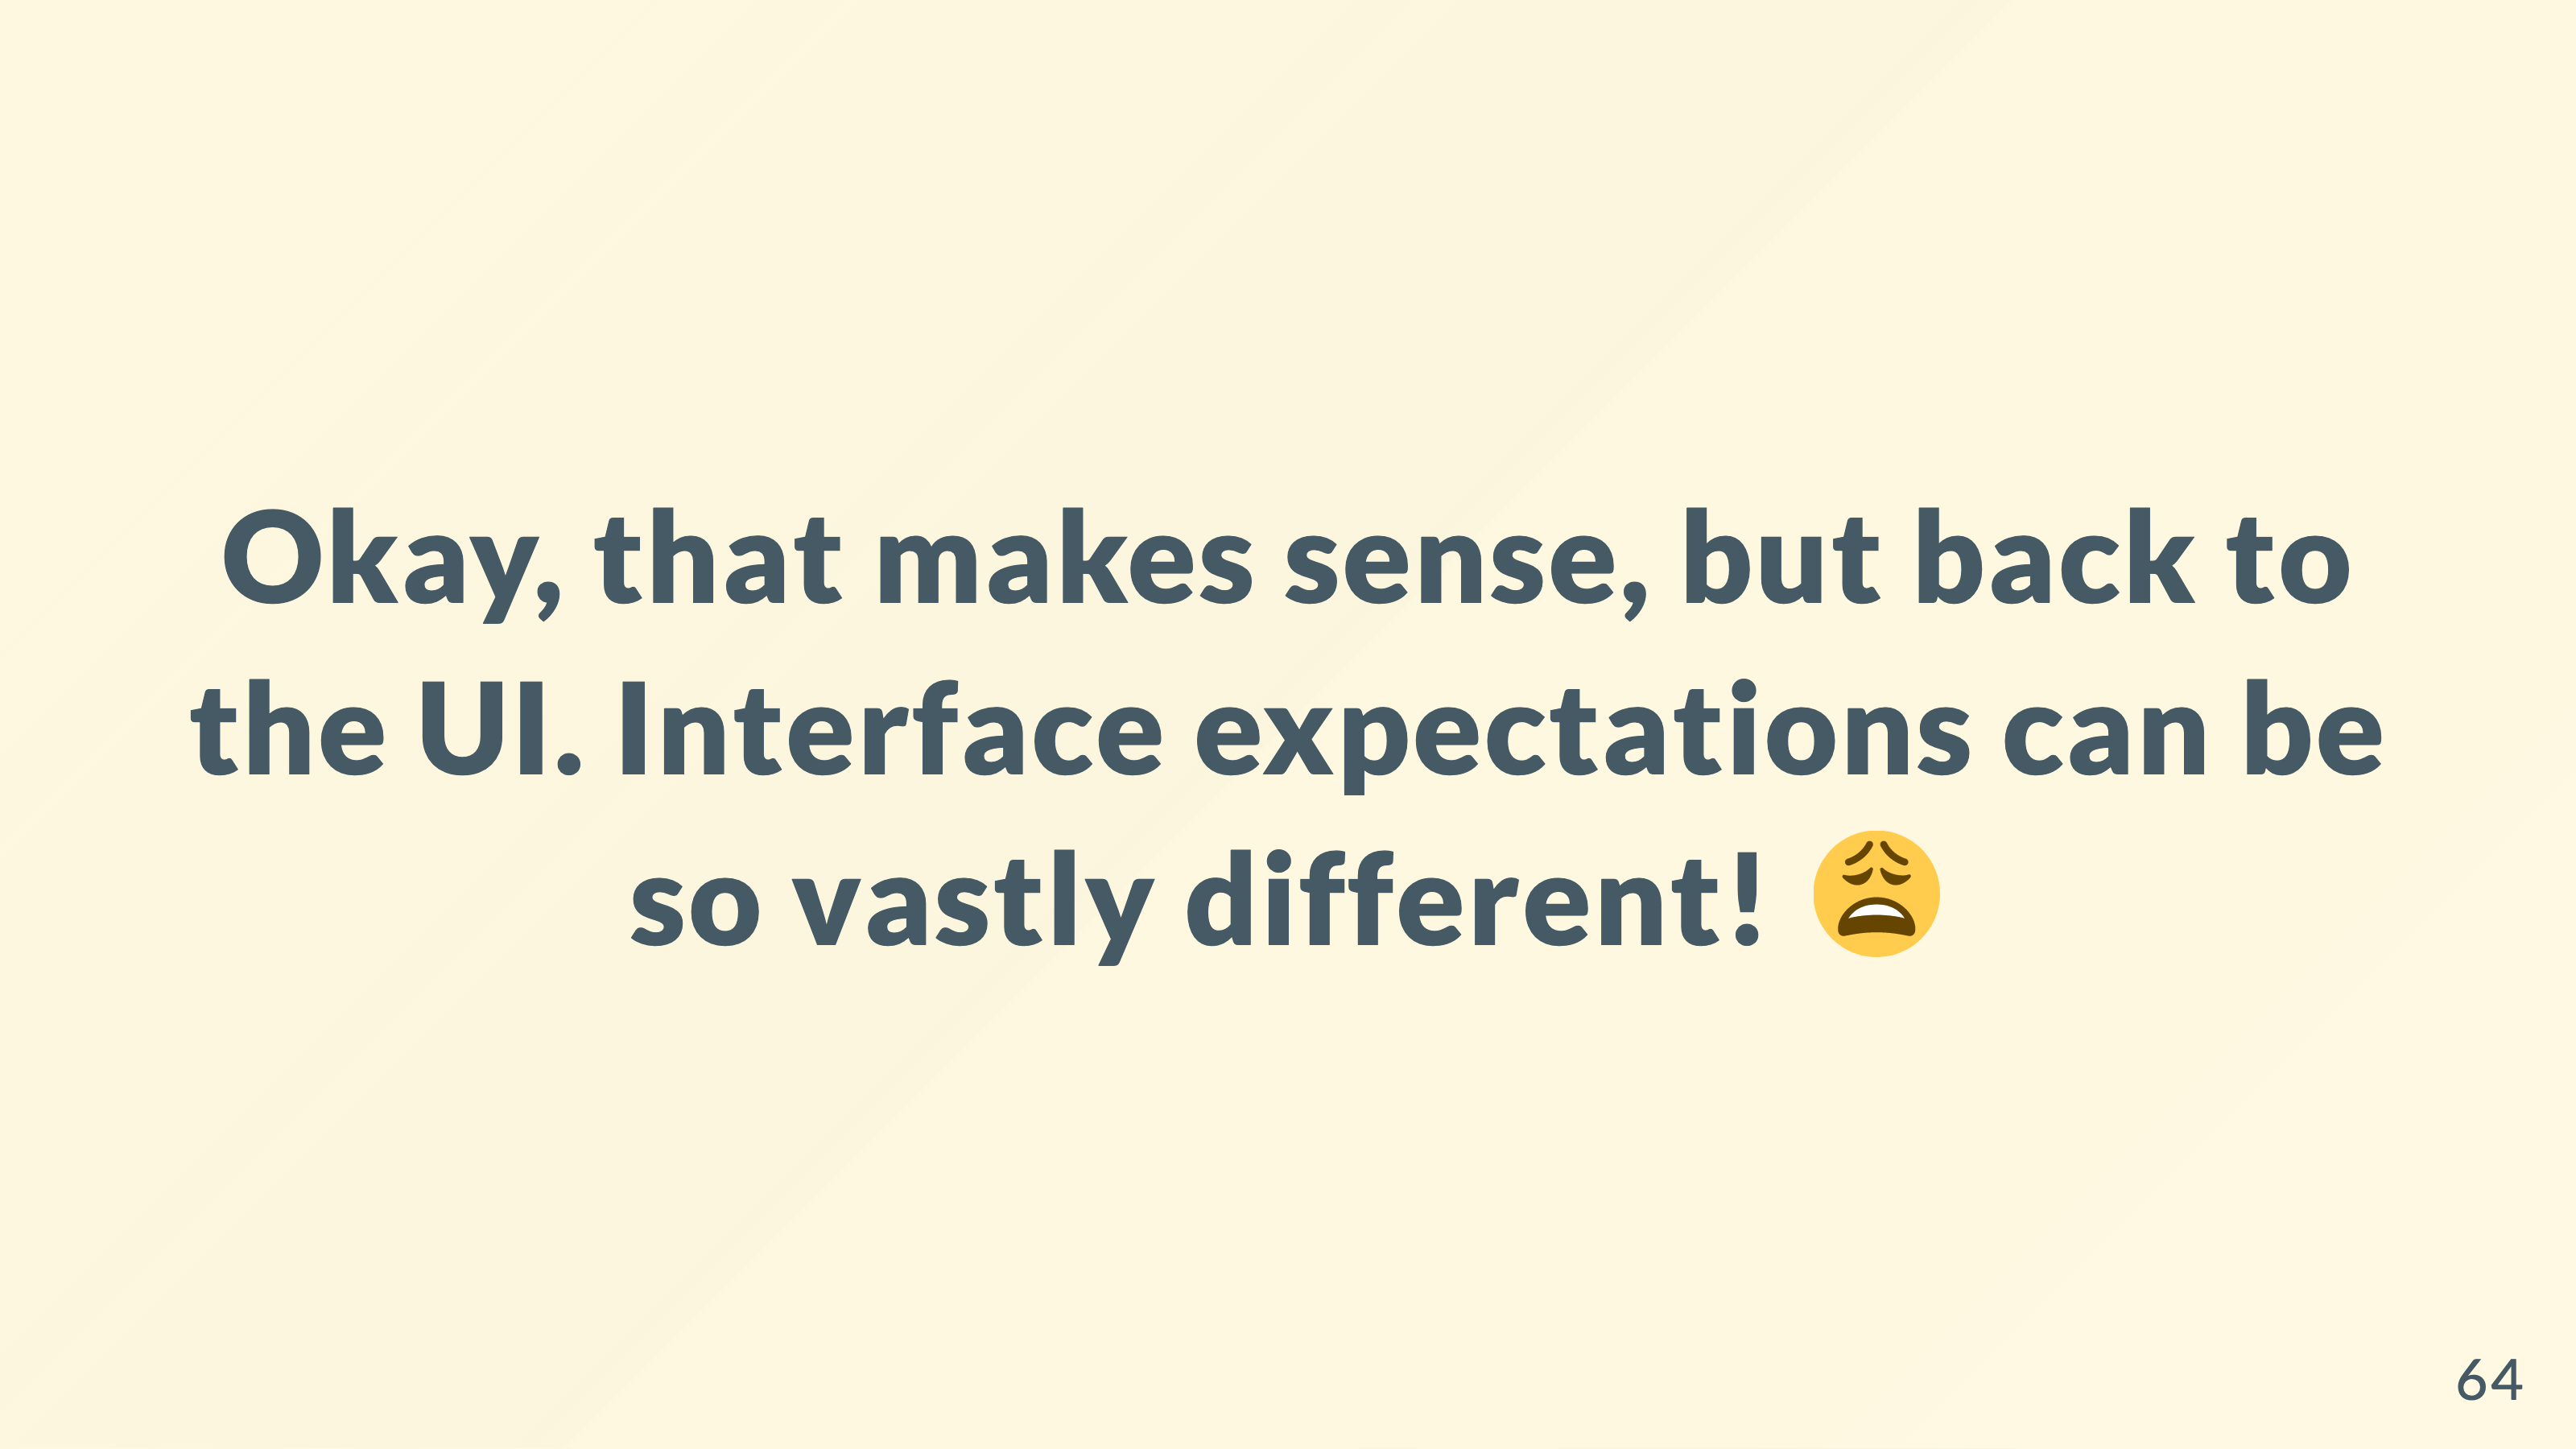 Okay, that makes sense, but back to
the UI. Interface expectations can be
so vastly different! 😩
64